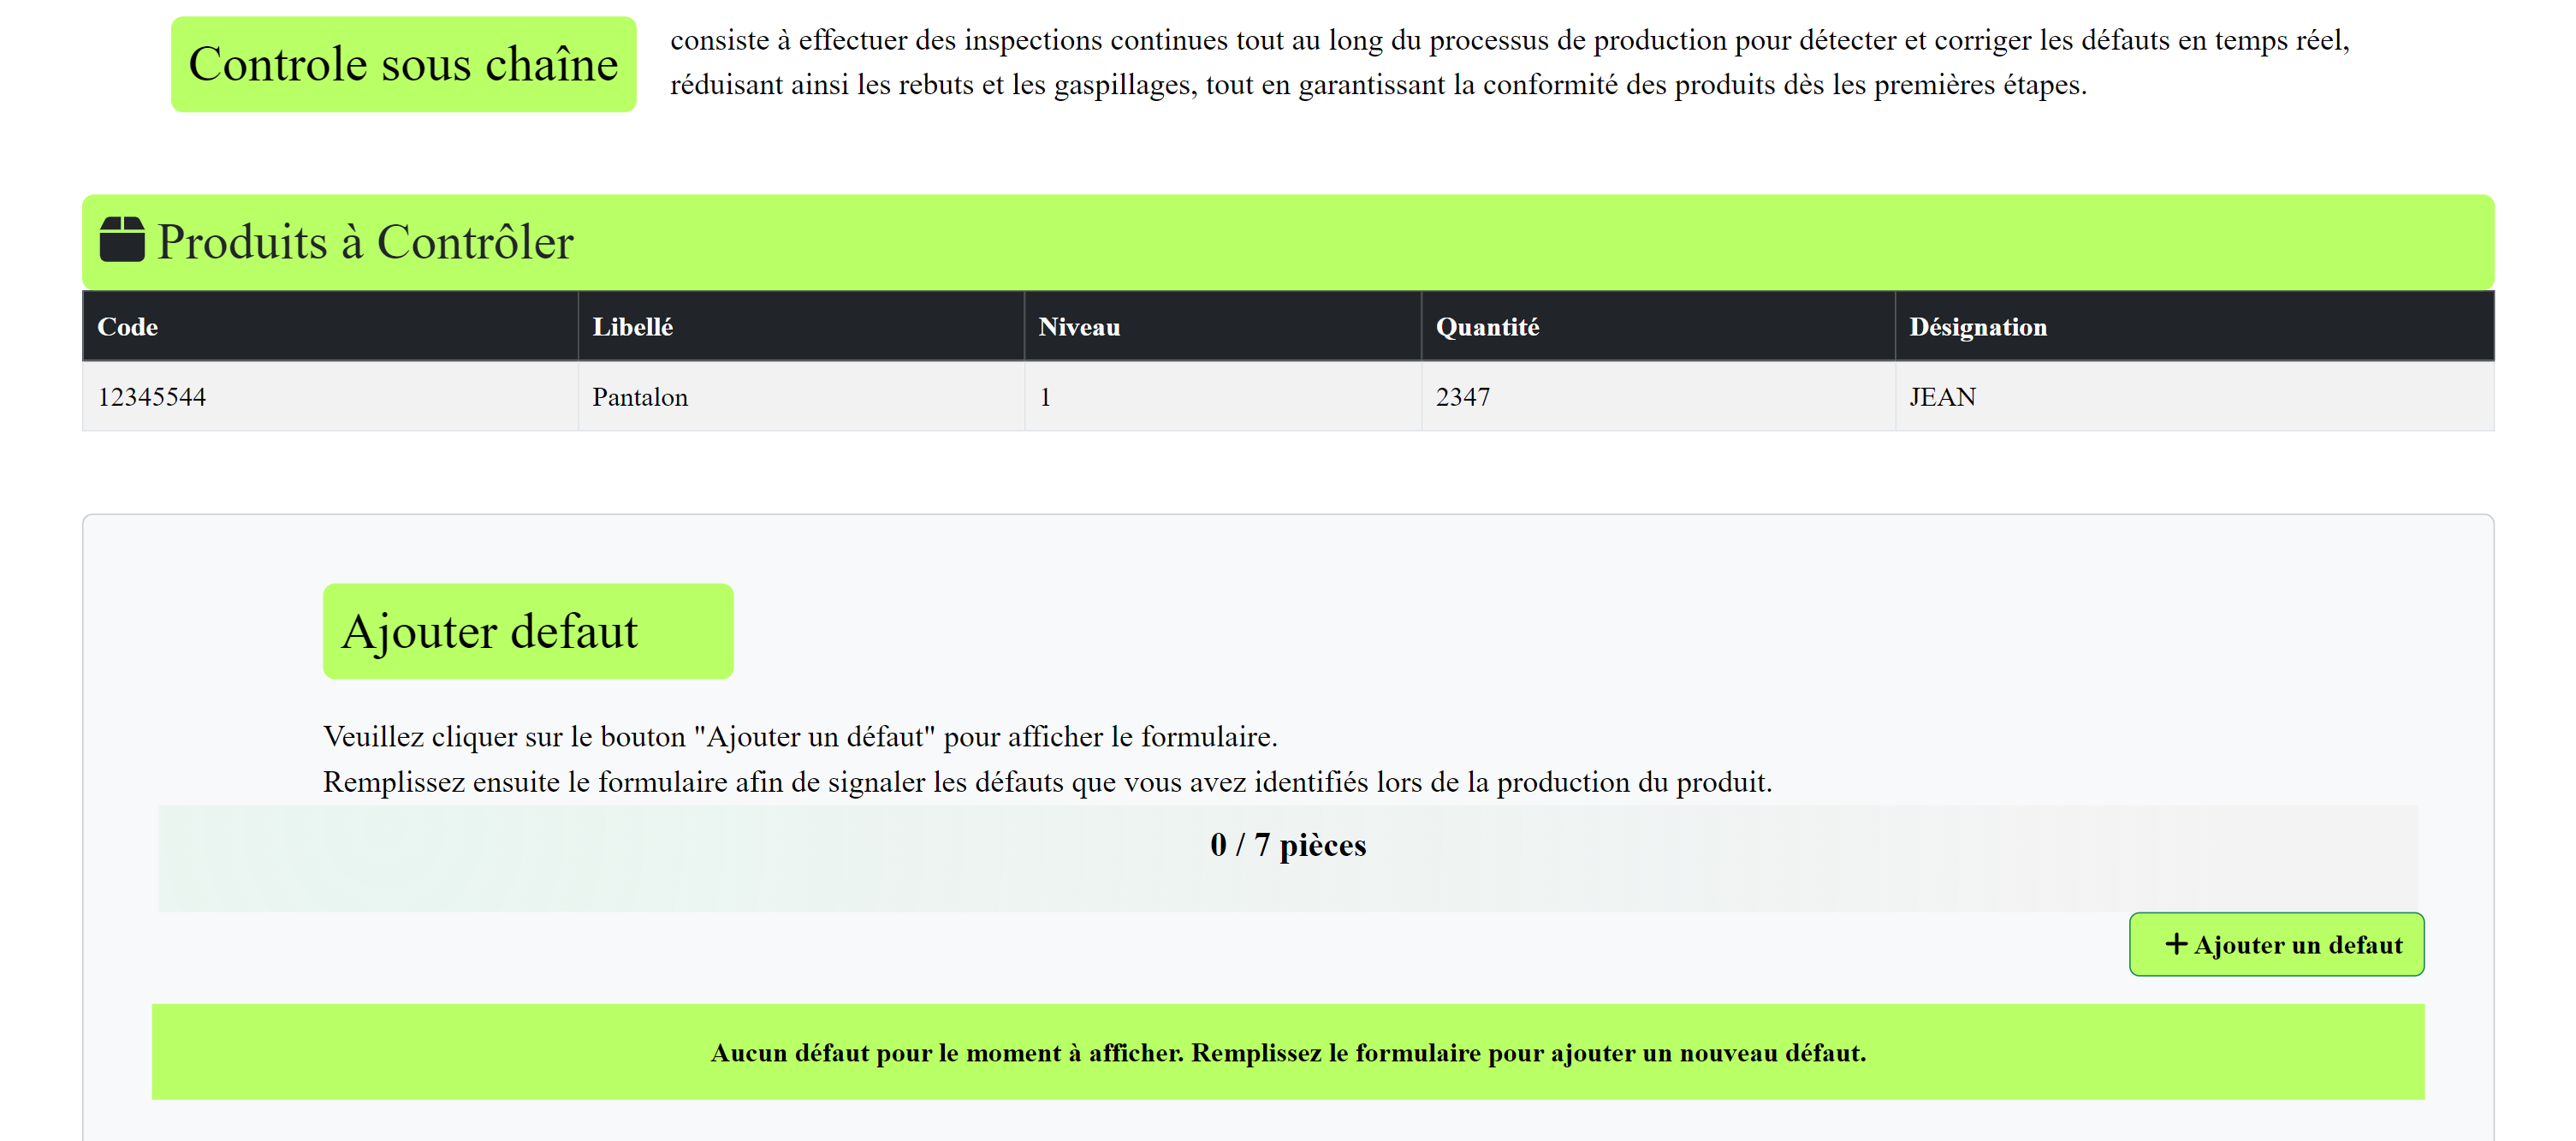 Controle sous chaîne
consiste à effectuer des inspections continues tout au long du processus de production pour détecter et corriger les défauts en temps réel,
réduisant ainsi les rebuts et les gaspillages, tout en garantissant la conformité des produits dès les premières étapes.
Produits à Contrôler
Code Libellé Niveau Quantité Désignation
12345544 Pantalon 1 2347 JEAN
Ajouter defaut
Veuillez cliquer sur le bouton "Ajouter un défaut" pour afficher le formulaire.
Remplissez ensuite le formulaire afin de signaler les défauts que vous avez identifiés lors de la production du produit.
0 / 7 pièces
+ Ajouter un defaut
Aucun défaut pour le moment à afficher. Remplissez le formulaire pour ajouter un nouveau défaut.